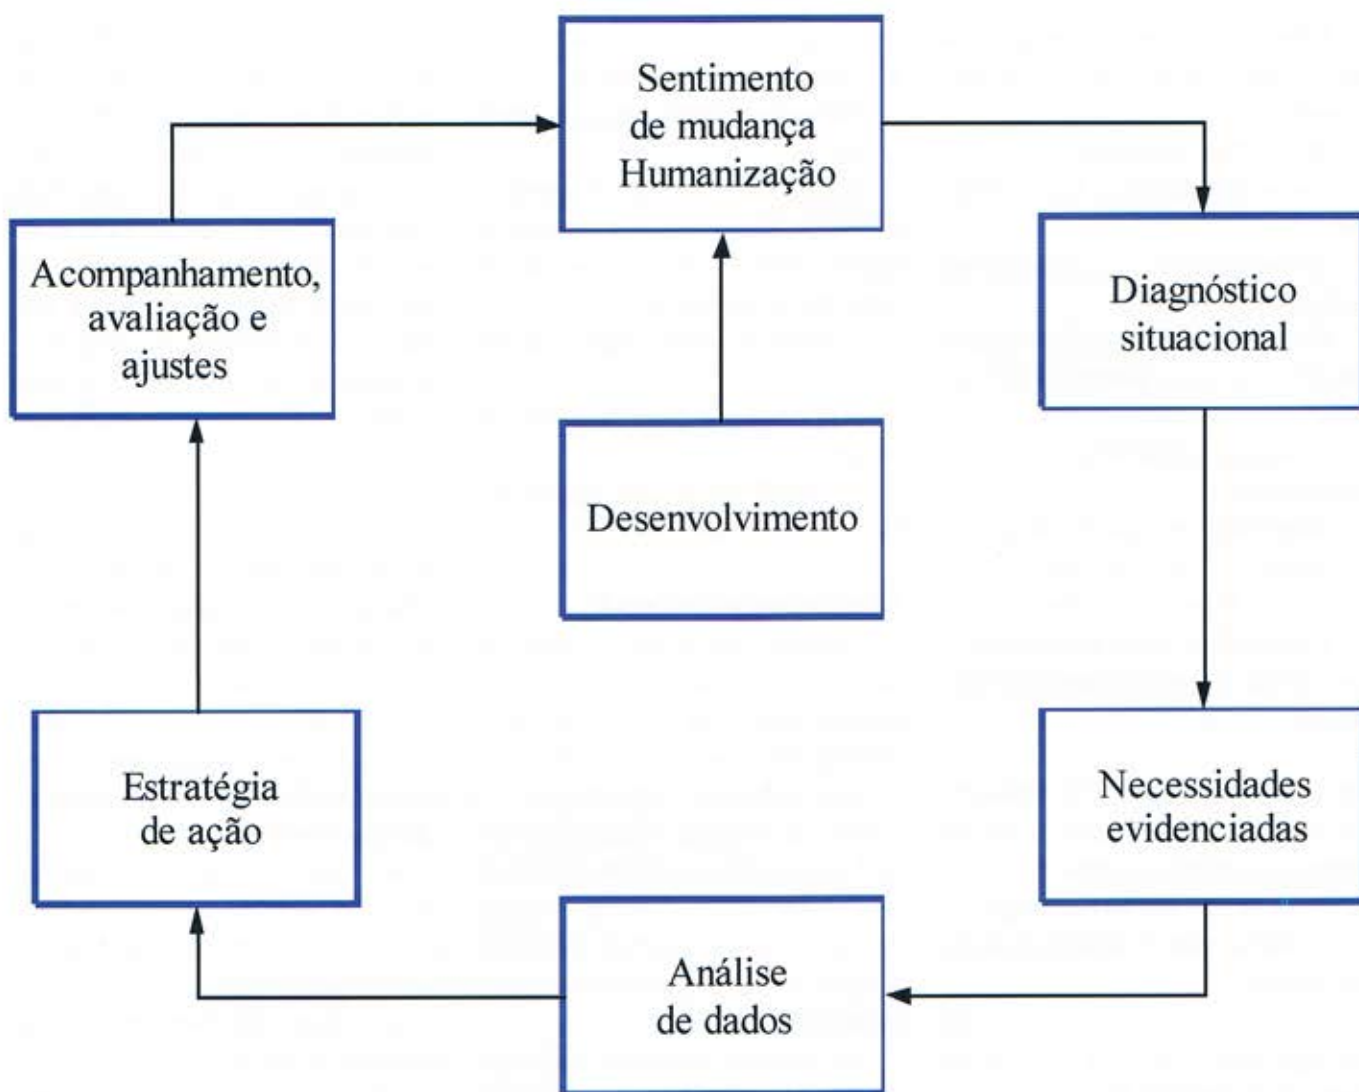 Sentimento
de mudança
Humanização
Acompanhamento,
avaliação e
ajustes
Diagnóstico
situacional
Desenvolvimento
Estratégia
de ação
Necessidades
evidenciadas
Análise
de dados